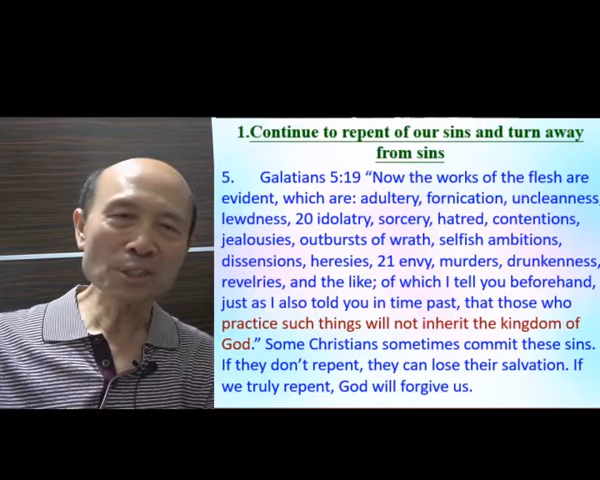 1.Continue to repent of our sins and turn away
from sins
5. Galatians 5:19 “Now the works of the flesh are
evident, which are: adultery, fornication, uncleanness,
lewdness, 20 idolatry, sorcery, hatred, contentions,
jealousies, outbursts of wrath, selfish ambitions,
dissensions, heresies, 21 envy, murders, drunkenness,
revelries, and the like; of which I tell you beforehand,
just as I also told you in time past, that those who
practice such things will not inherit the kingdom of
God.” Some Christians sometimes commit these sins.
If they don’t repent, they can lose their salvation. If
we truly repent, God will forgive us.